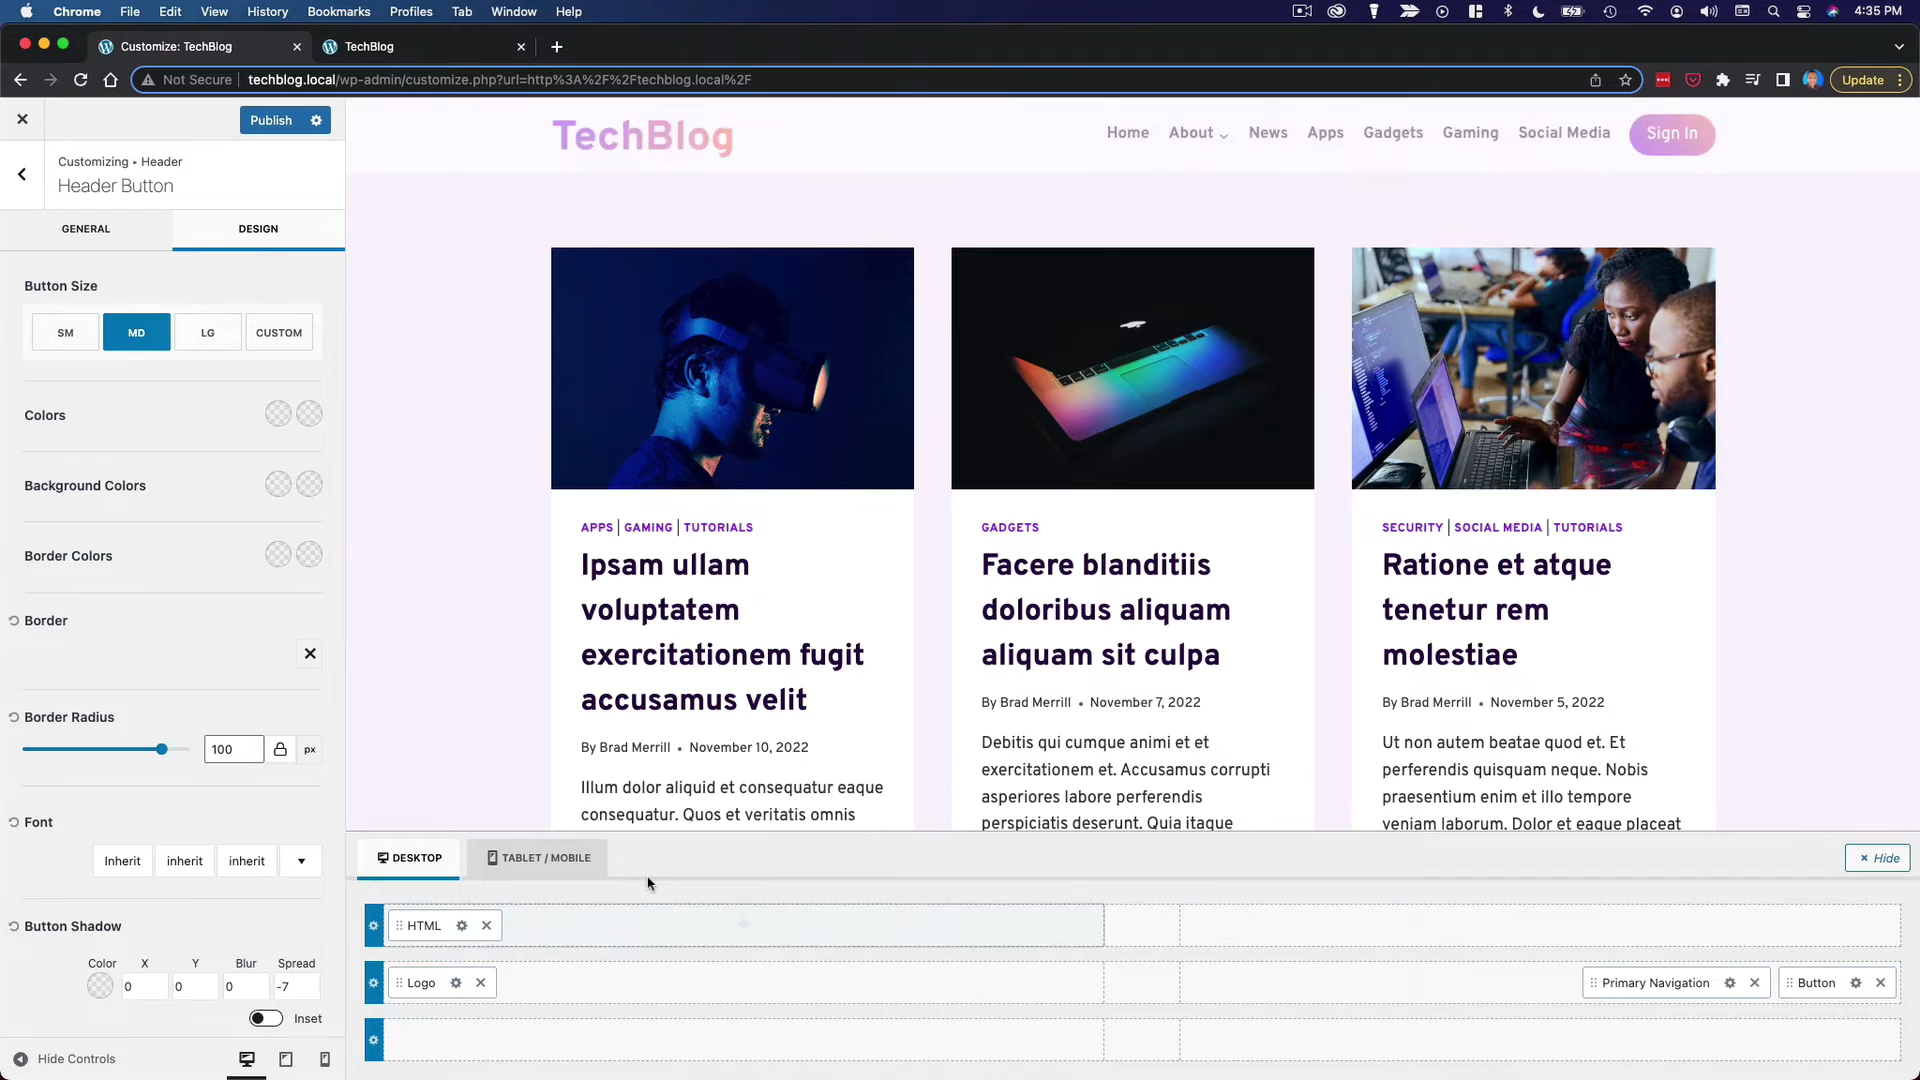 Chrome File Edit View History Bookmarks Profiles Tab Window Help 4:35 PM
Customize: TechBlog TechBlog
Not Secure techblog.local/wp-admin/customize.php?url=http%3A%2F%2Ftechblog.local%2F Update
Publish
Customizing ▸ Header
Header Button
GENERAL DESIGN
Button Size
SM MD LG CUSTOM
Colors
Background Colors
Border Colors
Border
Border Radius
100 px
Font
Inherit inherit inherit
Button Shadow
Color X Y Blur Spread
0 0 0 -7
Inset
Hide Controls
TechBlog Home About News Apps Gadgets Gaming Social Media Sign In
APPS | GAMING | TUTORIALS
Ipsam ullam
voluptatem
exercitationem fugit
accusamus velit
By Brad Merrill • November 10, 2022
Illum dolor aliquid et consequatur eaque
consequatur. Quos et veritatis omnis
GADGETS
Facere blanditiis
doloribus aliquam
aliquam sit culpa
By Brad Merrill • November 7, 2022
Debitis qui cumque animi et et
exercitationem et. Accusamus corrupti
asperiores labore perferendis
perspiciatis deserunt. Quia itaque
SECURITY | SOCIAL MEDIA | TUTORIALS
Ratione et atque
tenetur rem
molestiae
By Brad Merrill • November 5, 2022
Ut non autem beatae quod et. Et
perferendis quisquam neque. Nobis
praesentium enim et illo tempore
veniam laborum. Dolor et eaque placeat
DESKTOP TABLET / MOBILE × Hide
HTML
Logo Primary Navigation Button